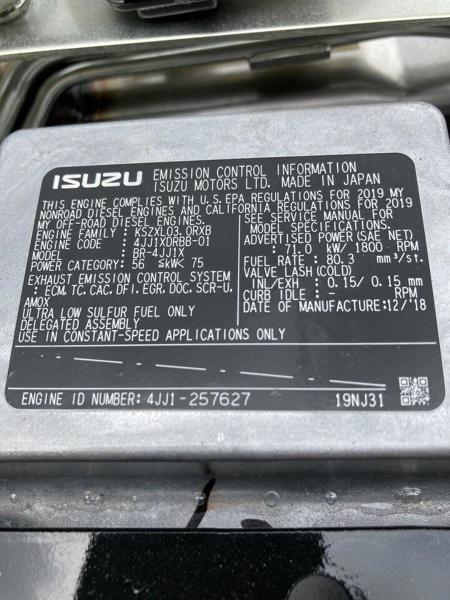 ISUZU EMISSION CONTROL INFORMATION
ISUZU MOTORS LTD. MADE IN JAPAN
THIS ENGINE COMPLIES WITH U.S.EPA REGULATIONS FOR 2019 MY
NONROAD DIESEL ENGINES AND CALIFORNIA REGULATIONS FOR 2019
MY OFF-ROAD DIESEL ENGINES.
ENGINE FAMILY : KSZXL03.0RXB
ENGINE CODE : 4JJ1XDRBB-01
MODEL : BR-4JJ1X
POWER CATEGORY : 56 ≤kW< 75
EXHAUST EMISSION CONTROL SYSTEM
: ECM. TC. CAC. DFI. EGR. DOC. SCR-U.
AMOX
ULTRA LOW SULFUR FUEL ONLY
DELEGATED ASSEMBLY
USE IN CONSTANT-SPEED APPLICATIONS ONLY
SEE SERVICE MANUAL FOR
MODEL SPECIFICATIONS.
ADVERTISED POWER(SAE NET)
: 71.0 kW/1800 RPM
FUEL RATE : 80.3 mm³/st.
VALVE LASH(COLD)
INL/EXH : 0.15/0.15 mm
CURB IDLE : - RPM
DATE OF MANUFACTURE:12/'18
ENGINE ID NUMBER: 4JJ1-257627 19NJ31